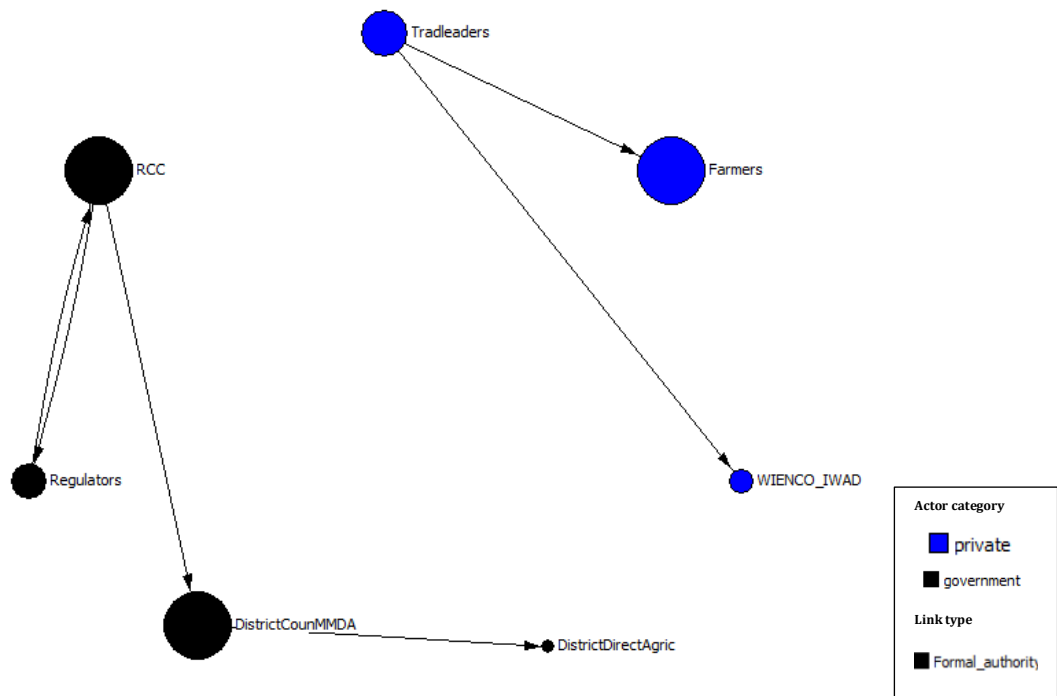 Tradleaders
RCC
Farmers
Regulators
WIENCO_IWAD
DistrictCounMMDA
DistrictDirectAgric
Actor category
private
government
Link type
Formal_authority